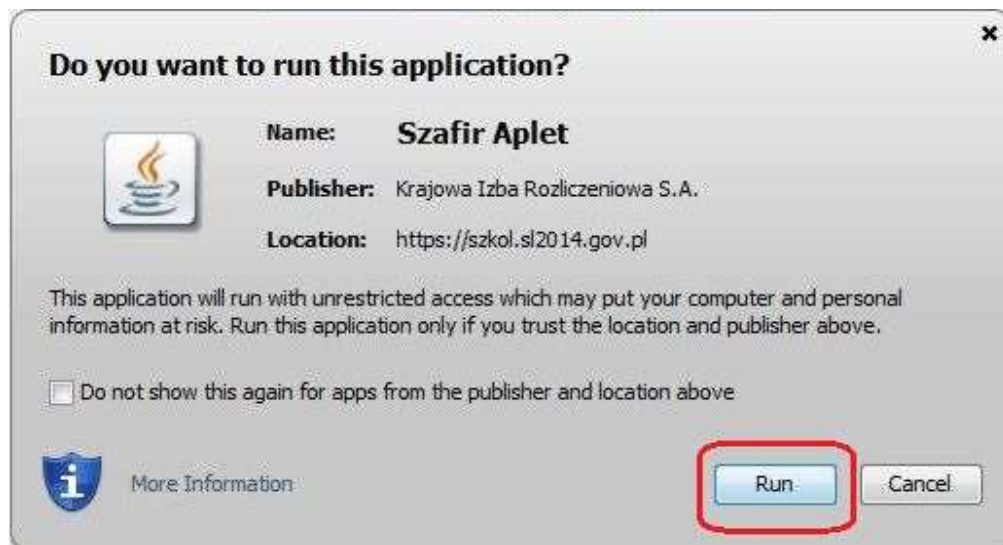 Do you want to run this application?
Name: Szafir Aplet
Publisher: Krajowa Izba Rozliczeniowa S.A.
Location: https://szkol.sl2014.gov.pl
This application will run with unrestricted access which may put your computer and personal
information at risk. Run this application only if you trust the location and publisher above.
Do not show this again for apps from the publisher and location above
More Information
Run
Cancel